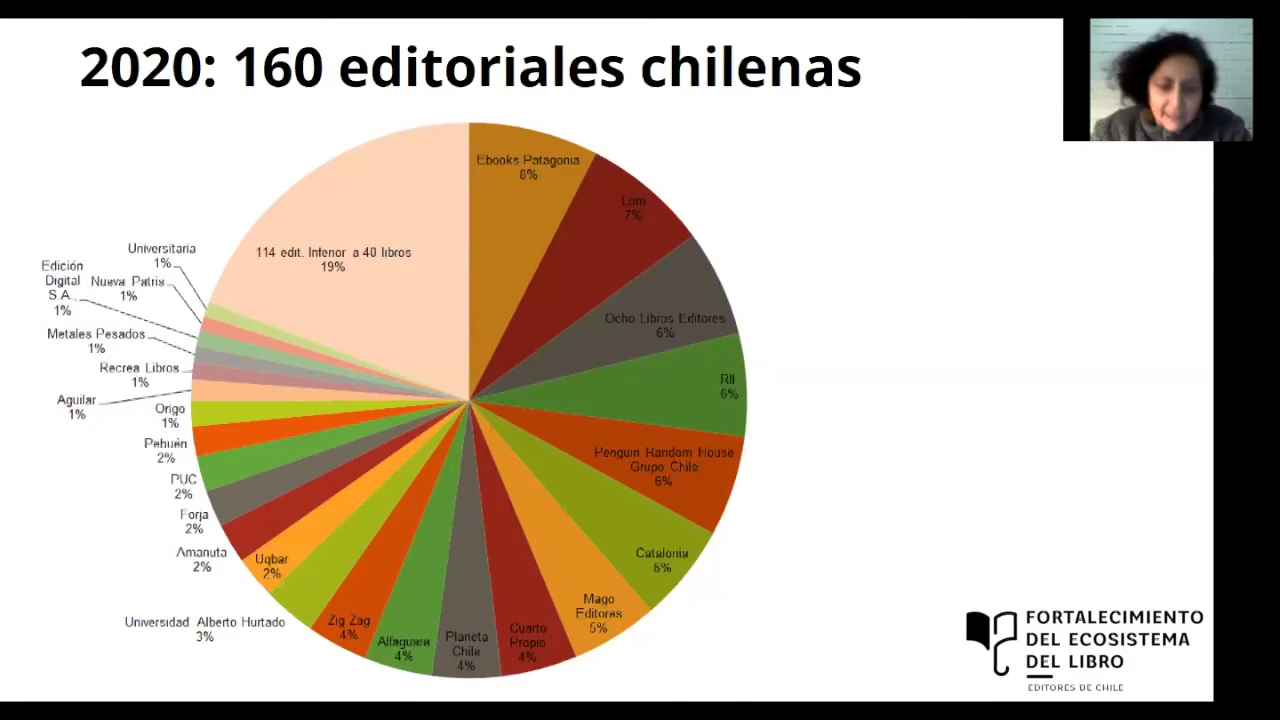 2020: 160 editoriales chilenas
Ebooks Patagonia
8%
Lom
7%
Ocho Libros Editores
6%
RIl
6%
Penguin Random House
Grupo Chile
6%
Catalonia
6%
Mago
Editores
5%
Cuarto
Propio
4%
Planeta
Chile
4%
Alfaguara
4%
Zig Zag
4%
Universidad Alberto Hurtado
3%
Uqbar
2%
Amanuta
2%
Forja
2%
PUC
2%
Pehuén
2%
Origo
1%
Aguilar
1%
Recrea Libros
1%
Metales Pesados
1%
Edición
Digital
S.A.
1%
Nueva Patris
1%
Universitaria
1%
114 edit. Inferior a 40 libros
19%
FORTALECIMIENTO
DEL ECOSISTEMA
DEL LIBRO
EDITORES DE CHILE